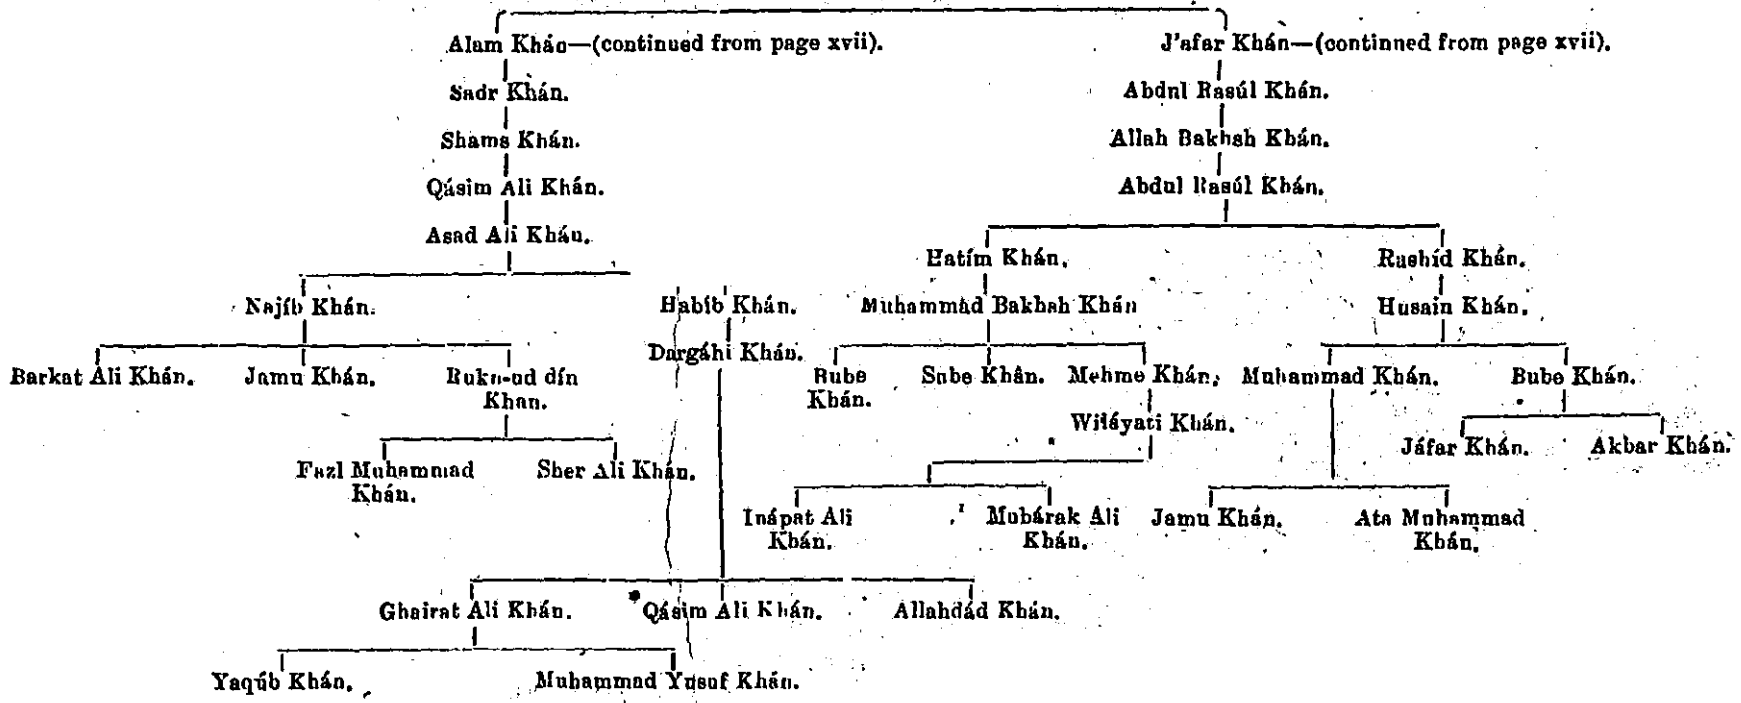 Alam Khán—(continued from page xvii). J'afar Khán—(continned from page xvii).
Sadr Khán. Abdnl Rasúl Khán.
Shams Khán. Allah Bakhsh Khán.
Qásim Ali Khán. Abdul Rasúl Khán.
Asad Ali Khán.
Hatím Khán. Rashíd Khán.
Najíb Khán. Habíb Khán. Muhammad Bakhsh Khán Husain Khán.
Dargáhi Khán.
Barkat Ali Khán. Jamu Khán. Rukn-ud dín Bube Sube Khán. Mehme Khán. Muhammad Khán. Bube Khán.
Khan. Khán.
Wiláyati Khán.
Jáfar Khán. Akbar Khán.
Fazl Muhammad Sher Ali Khán.
Khán.
Inápat Ali Mubárak Ali Jamu Khán. Ata Muhammad
Khán. Khán. Khán.
Ghairat Ali Khán. Qásim Ali Khán. Allahdád Khán.
Yaqúb Khán. Muhammad Yusuf Khán.